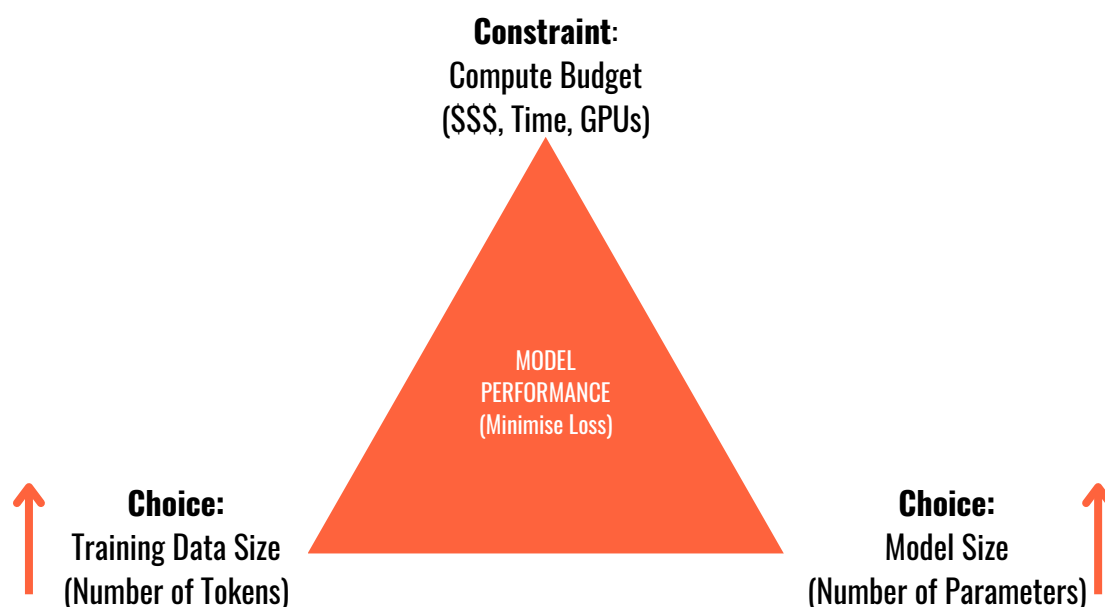 Constraint:
Compute Budget
($$$, Time, GPUs)
MODEL
PERFORMANCE
(Minimise Loss)
Choice:
Training Data Size
(Number of Tokens)
Choice:
Model Size
(Number of Parameters)